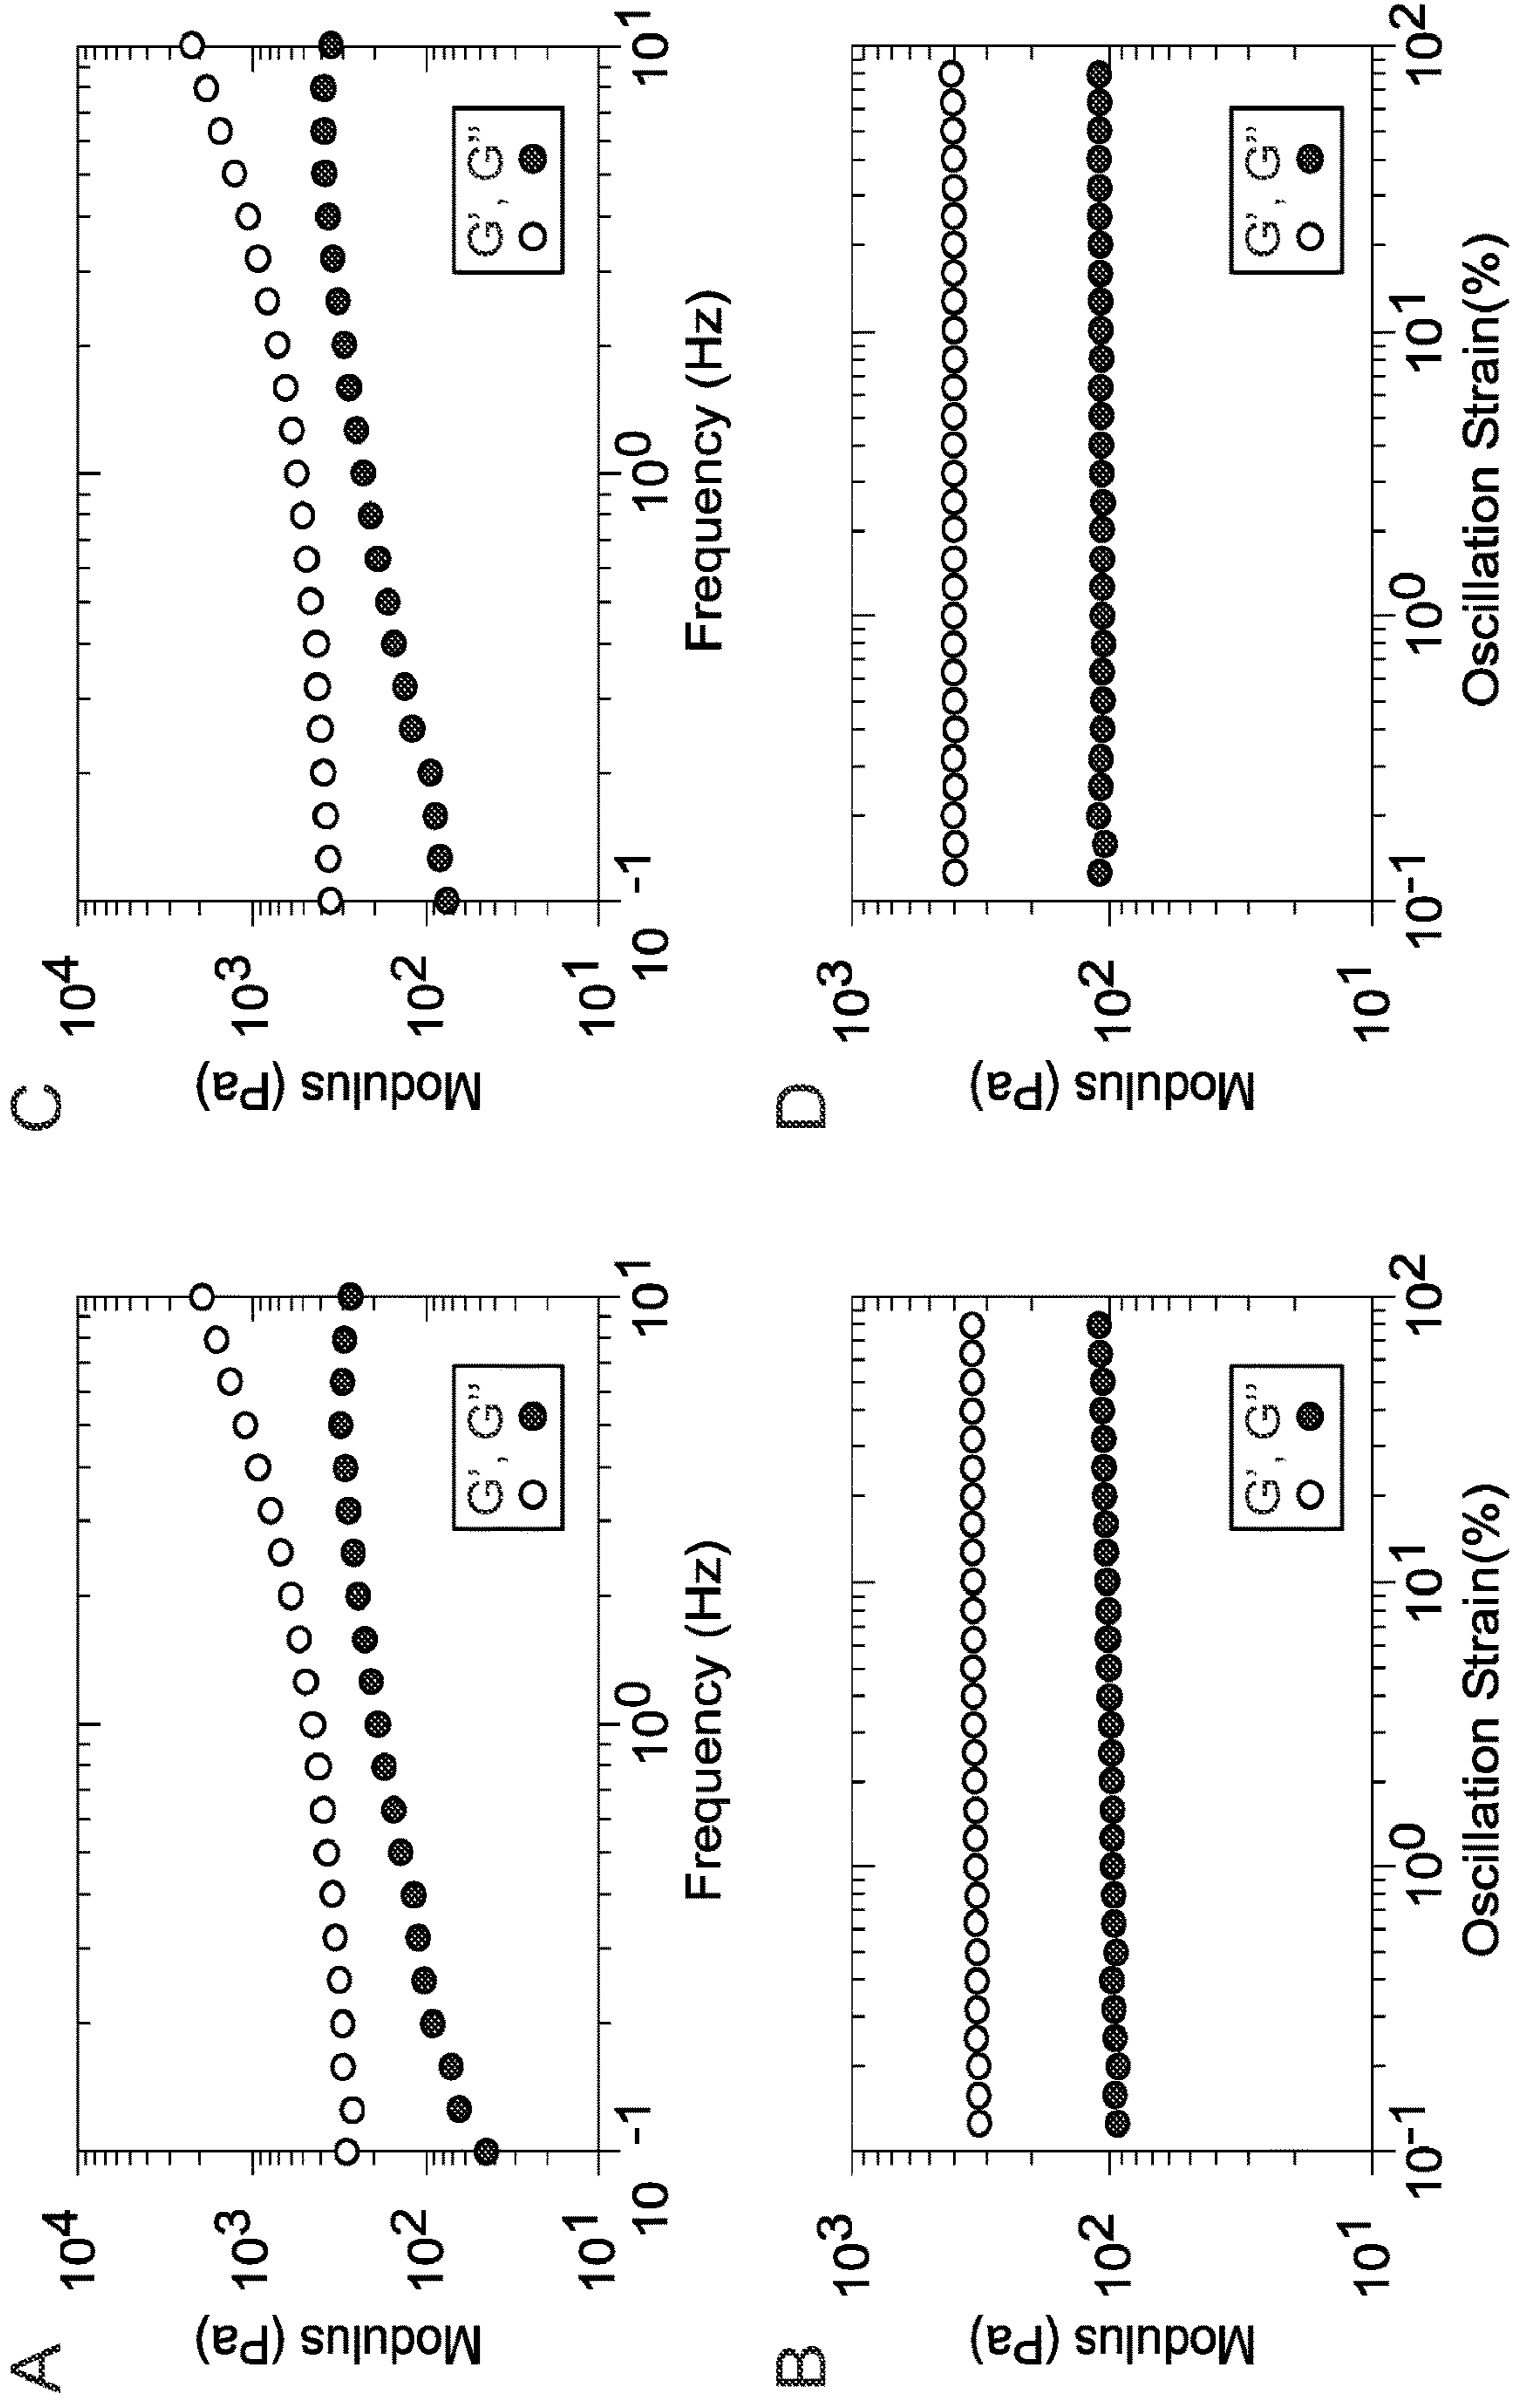 A
Modulus (Pa)
10^4
10^3
10^2
10^1
10^-1
10^0
10^1
Frequency (Hz)
G', G"
B
Modulus (Pa)
10^3
10^2
10^1
10^-1
10^0
10^1
10^2
Oscillation Strain(%)
G', G"
C
Modulus (Pa)
10^4
10^3
10^2
10^1
10^-1
10^0
10^1
Frequency (Hz)
G', G"
D
Modulus (Pa)
10^3
10^2
10^1
10^-1
10^0
10^1
10^2
Oscillation Strain(%)
G', G"